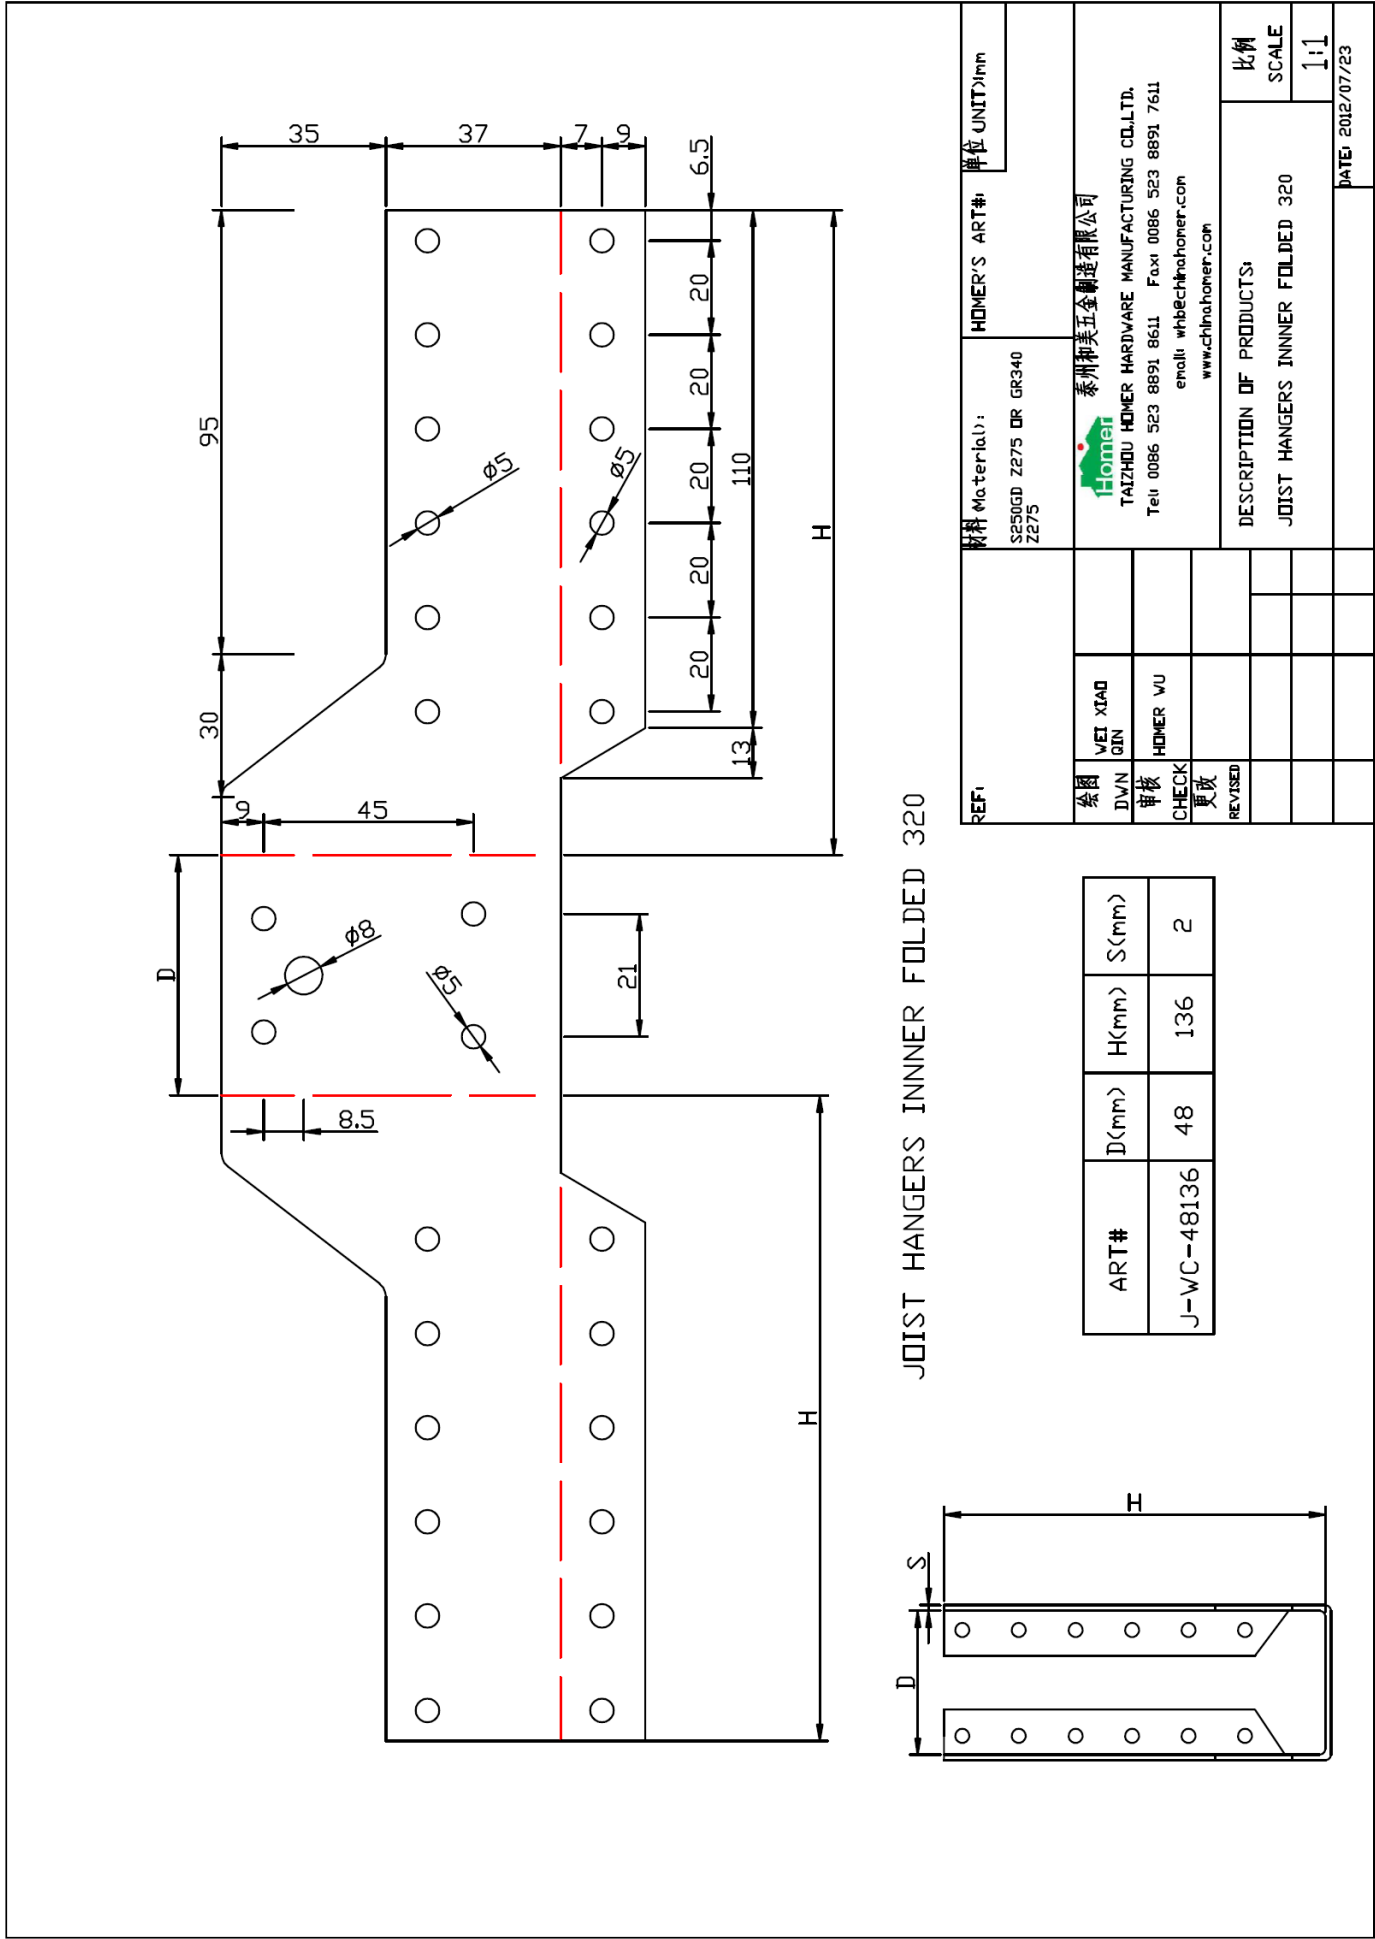 95
30
35
37
7
9
6.5
20
20
20
20
20
110
13
H
ø5
ø5
9
45
D
ø8
ø5
21
8.5
H
JOIST HANGERS INNNER FOLDED 320
S
D
H
ART# D(mm) H(mm) S(mm)
J-WC-48136 48 136 2
REF:
材料(Material):
S250GD Z275 OR GR340
Z275
HOMER'S ART#:
单位(UNIT):mm
泰州和美五金制造有限公司
Homer
TAIZHOU HOMER HARDWARE MANUFACTURING CO.,LTD.
Tel: 0086 523 8891 8611 Fax: 0086 523 8891 7611
email: whb@chinahomer.com
www.chinahomer.com
绘图
DWN
WEI XIAO
QIN
审核
CHECK
HOMER WU
更改
REVISED
DESCRIPTION OF PRODUCTS:
JOIST HANGERS INNNER FOLDED 320
比例
SCALE
1:1
DATE: 2012/07/23